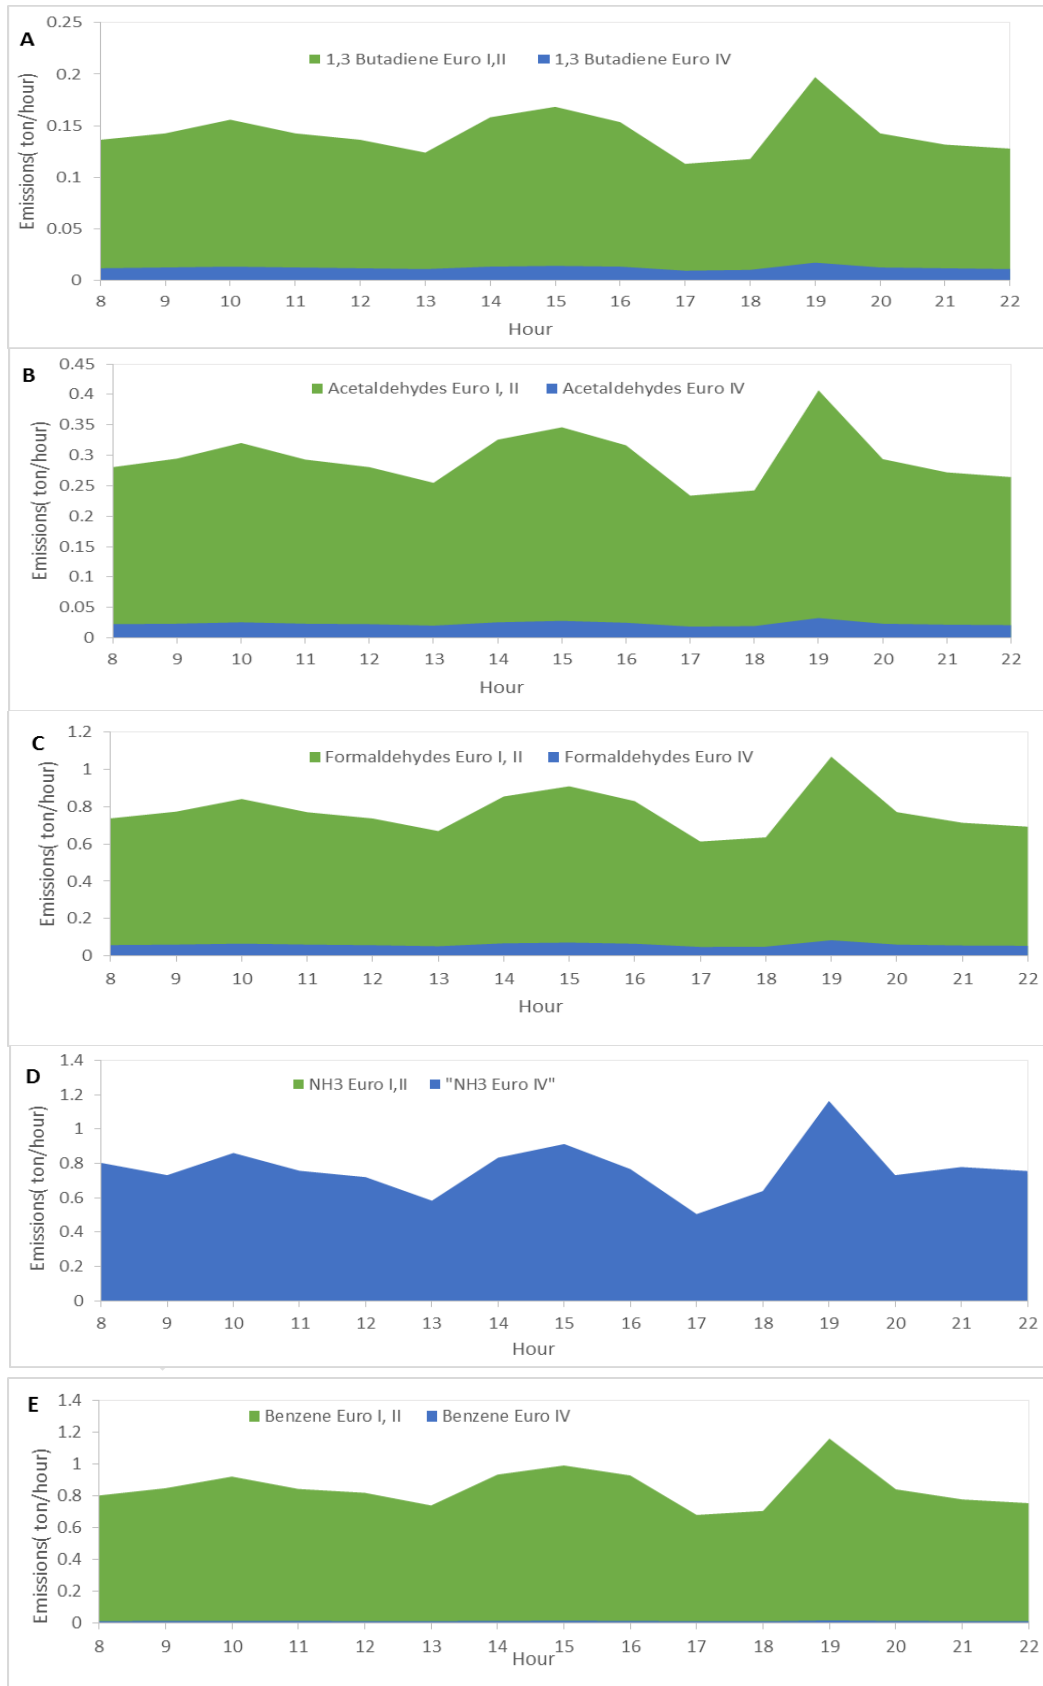 A
0.25
1,3 Butadiene Euro I,II 1,3 Butadiene Euro IV
0.2
0.15
0.1
0.05
0
Emissions( ton/hour)
8 9 10 11 12 13 14 15 16 17 18 19 20 21 22
Hour
B
0.45
Acetaldehydes Euro I, II Acetaldehydes Euro IV
0.4
0.35
0.3
0.25
0.2
0.15
0.1
0.05
0
Emissions( ton/hour)
8 9 10 11 12 13 14 15 16 17 18 19 20 21 22
Hour
C
1.2
Formaldehydes Euro I, II Formaldehydes Euro IV
1
0.8
0.6
0.4
0.2
0
Emissions( ton/hour)
8 9 10 11 12 13 14 15 16 17 18 19 20 21 22
Hour
D
1.4
NH3 Euro I,II "NH3 Euro IV"
1.2
1
0.8
0.6
0.4
0.2
0
Emissions( ton/hour)
8 9 10 11 12 13 14 15 16 17 18 19 20 21 22
Hour
E
1.4
Benzene Euro I, II Benzene Euro IV
1.2
1
0.8
0.6
0.4
0.2
0
Emissions( ton/hour)
8 9 10 11 12 13 14 15 16 17 18 19 20 21 22
Hour